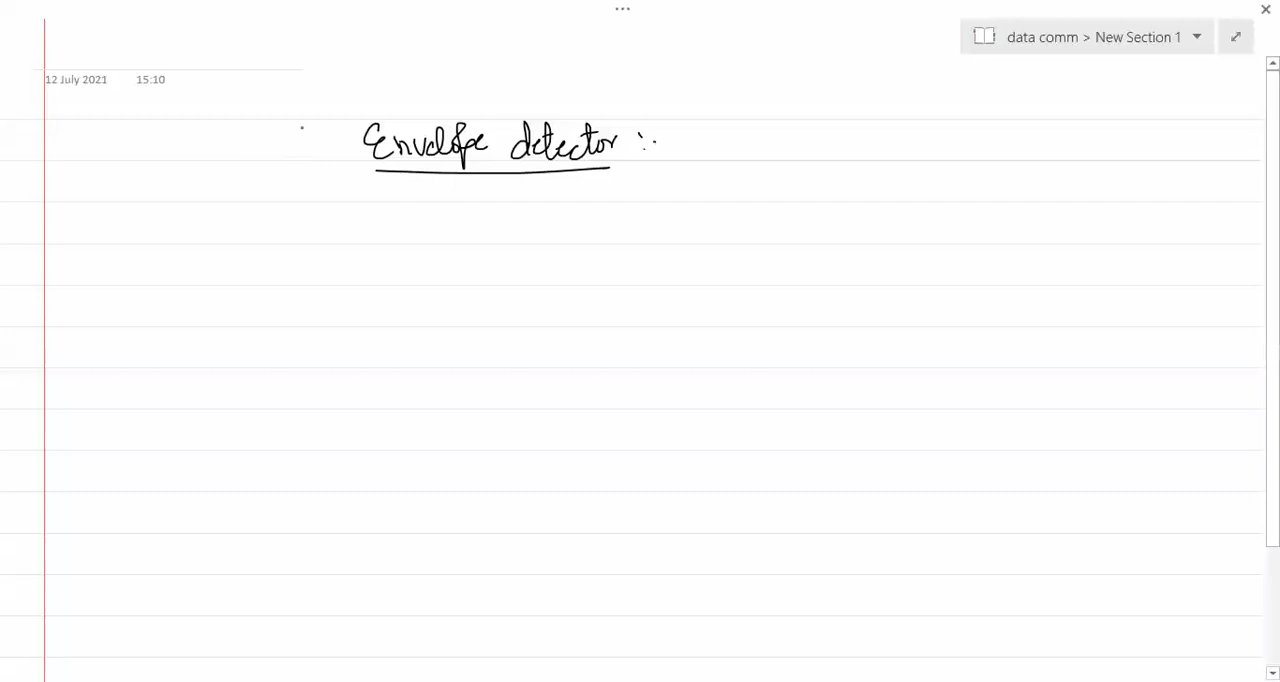 data comm > New Section 1
12 July 2021 15:10
Envelope detector :-